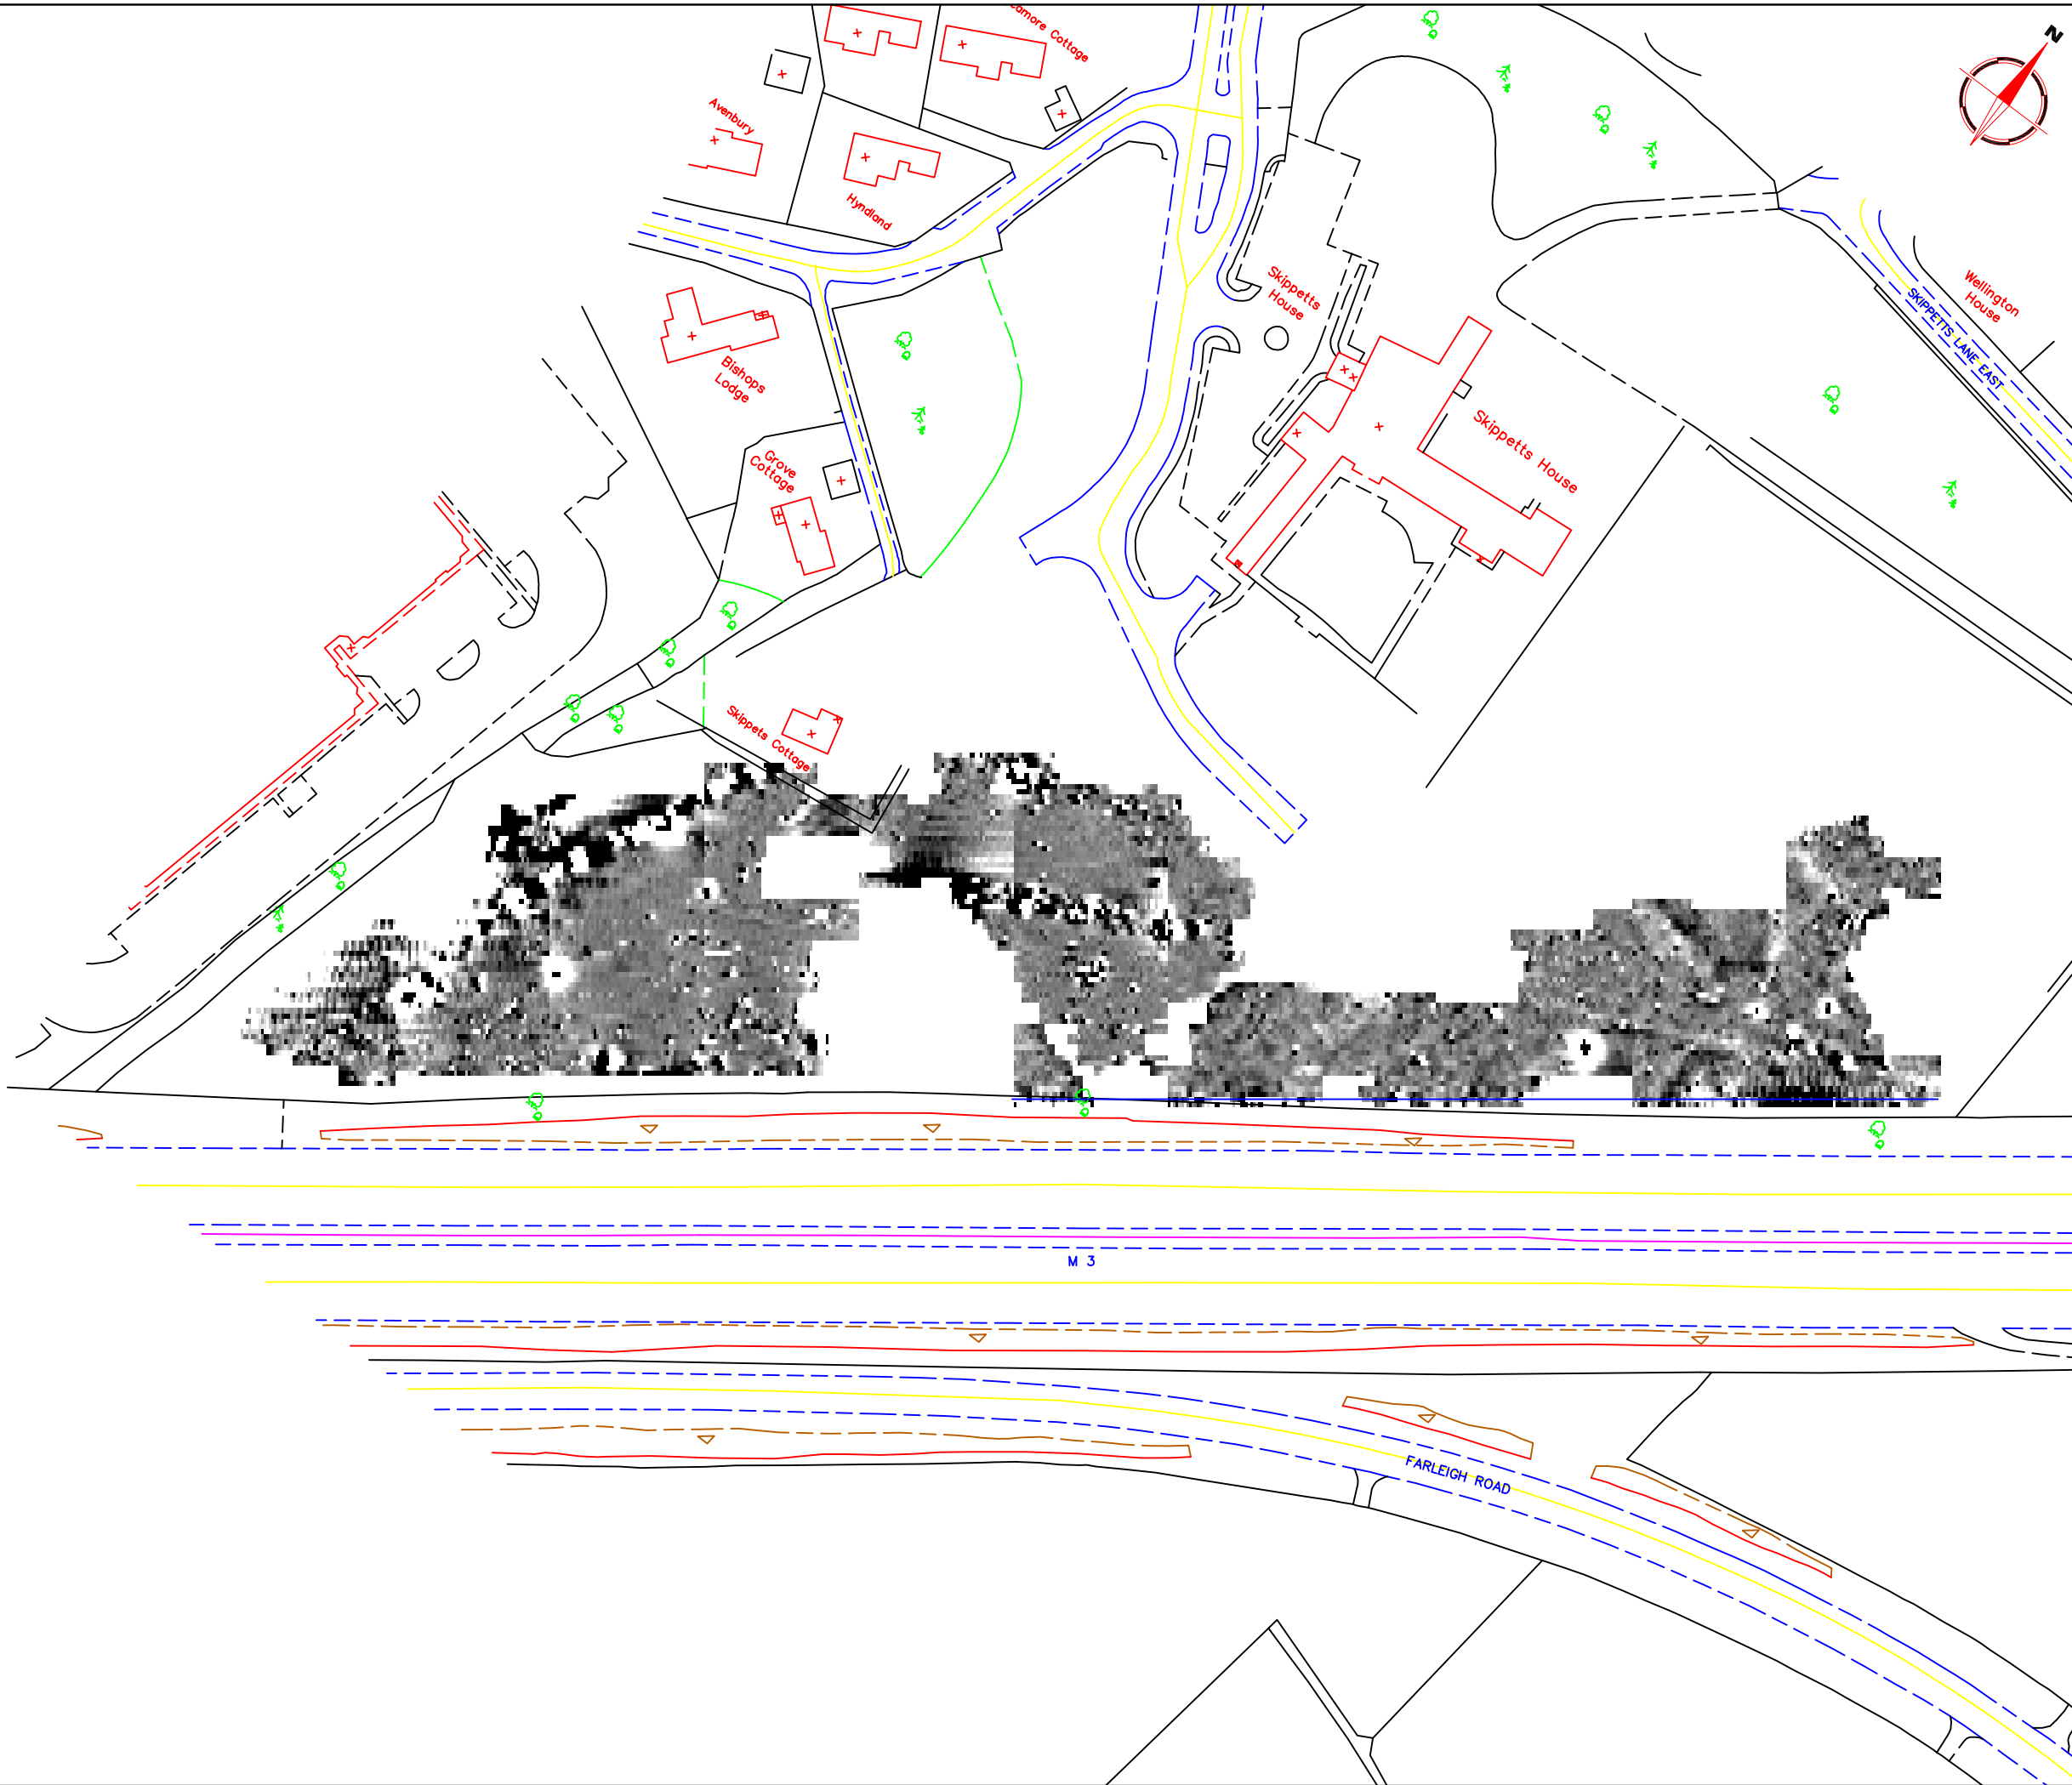 Cottage
N
Avenbury
Hyndland
Skippetts
House
Wellington
House
SKIPPETTS LANE EAST
Bishops
Lodge
Skippetts House
Grove
Cottage
Skippets Cottage
M 3
FARLEIGH ROAD